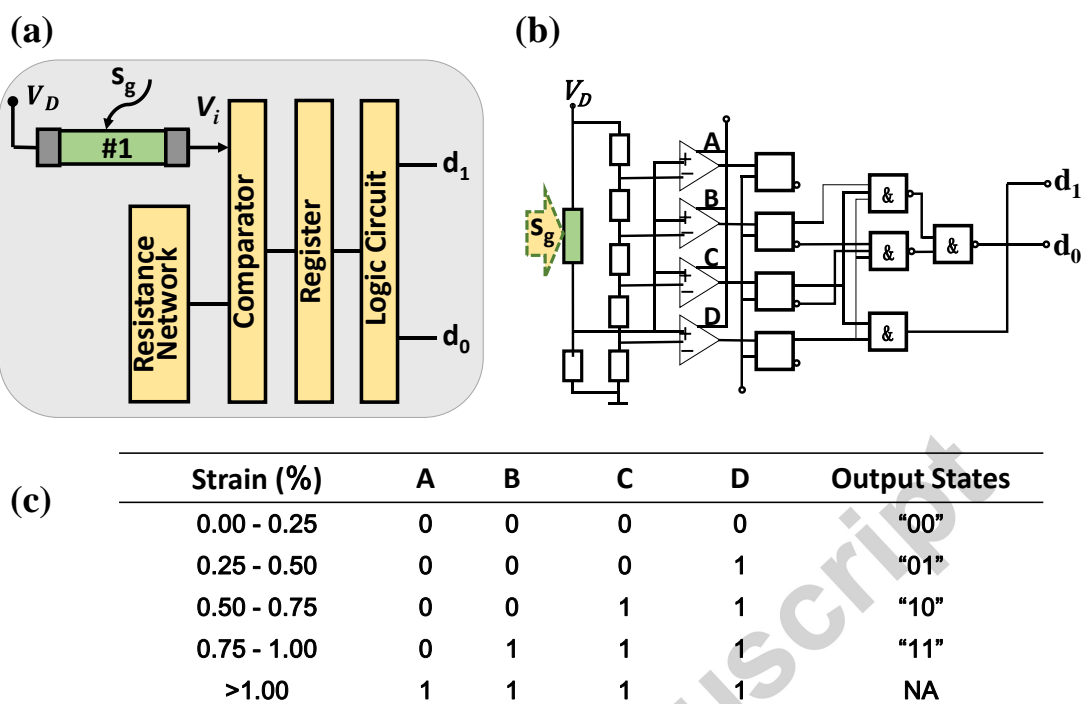 (a)
(b)
V_D
s_g
V_i
#1
Resistance Network
Comparator
Register
Logic Circuit
d_1
d_0
V_D
s_g
A
+
−
B
+
−
C
+
−
D
+
−
&
&
&
&
d_1
d_0
(c)
Strain (%) A B C D Output States
0.00 - 0.25 0 0 0 0 “00”
0.25 - 0.50 0 0 0 1 “01”
0.50 - 0.75 0 0 1 1 “10”
0.75 - 1.00 0 1 1 1 “11”
>1.00 1 1 1 1 NA
uscript